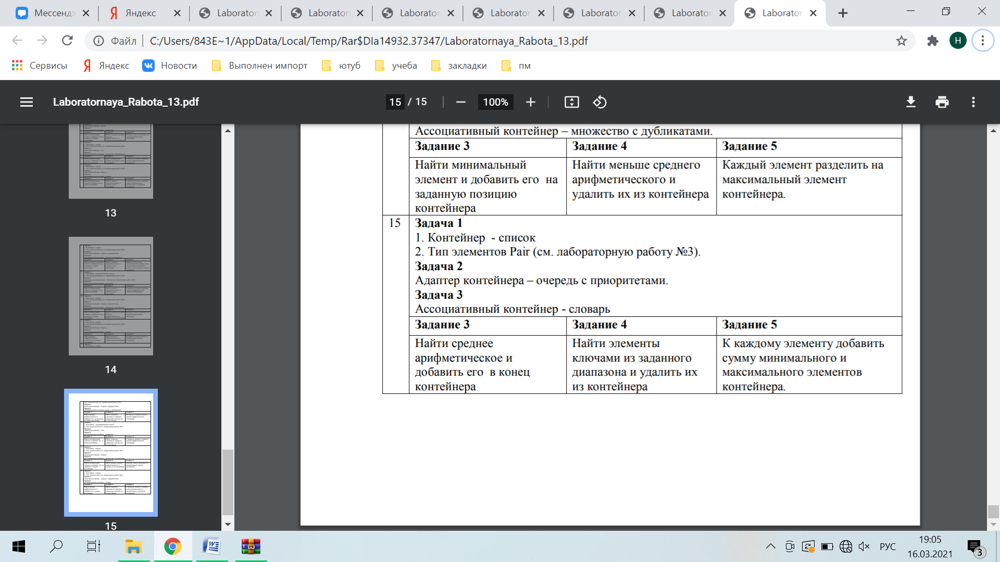 Мессендж
Яндекс
Laborator
Laborator
Laborator
Laborator
Laborator
Laborator
Laborator
Файл
C:/Users/843E~1/AppData/Local/Temp/Rar$DIa14932.37347/Laboratornaya_Rabota_13.pdf
Н
Сервисы
Яндекс
Новости
Выполнен импорт
ютуб
учеба
закладки
пм
Laboratornaya_Rabota_13.pdf
15 / 15
100%
13
14
15
Ассоциативный контейнер – множество с дубликатами.
Задание 3
Задание 4
Задание 5
Найти минимальный
элемент и добавить его на
заданную позицию
контейнера
Найти меньше среднего
арифметического и
удалить их из контейнера
Каждый элемент разделить на
максимальный элемент
контейнера.
15
Задача 1
1. Контейнер - список
2. Тип элементов Pair (см. лабораторную работу №3).
Задача 2
Адаптер контейнера – очередь с приоритетами.
Задача 3
Ассоциативный контейнер - словарь
Задание 3
Задание 4
Задание 5
Найти среднее
арифметическое и
добавить его в конец
контейнера
Найти элементы
ключами из заданного
диапазона и удалить их
из контейнера
К каждому элементу добавить
сумму минимального и
максимального элементов
контейнера.
РУС
19:05
16.03.2021
3